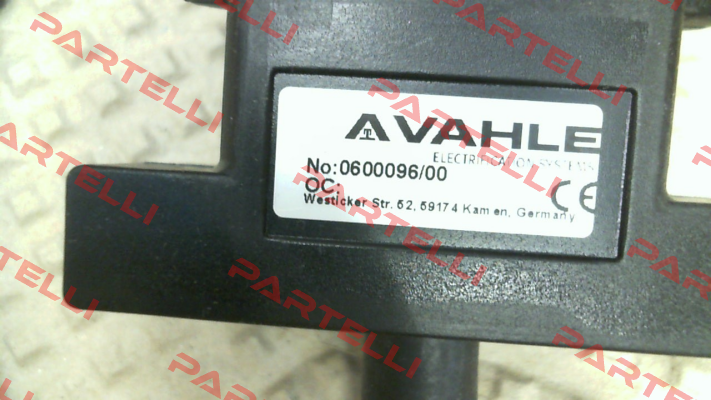 VAHLE
ELECTRIFICATION SYSTEMS
No:0600096/00
OC:
CE
Westicker Str. 52, 59174 Kamen, Germany
PARTELLI
PARTELLI
PARTELLI
PARTELLI
PARTELLI
PARTELLI
PARTELLI
PARTELLI